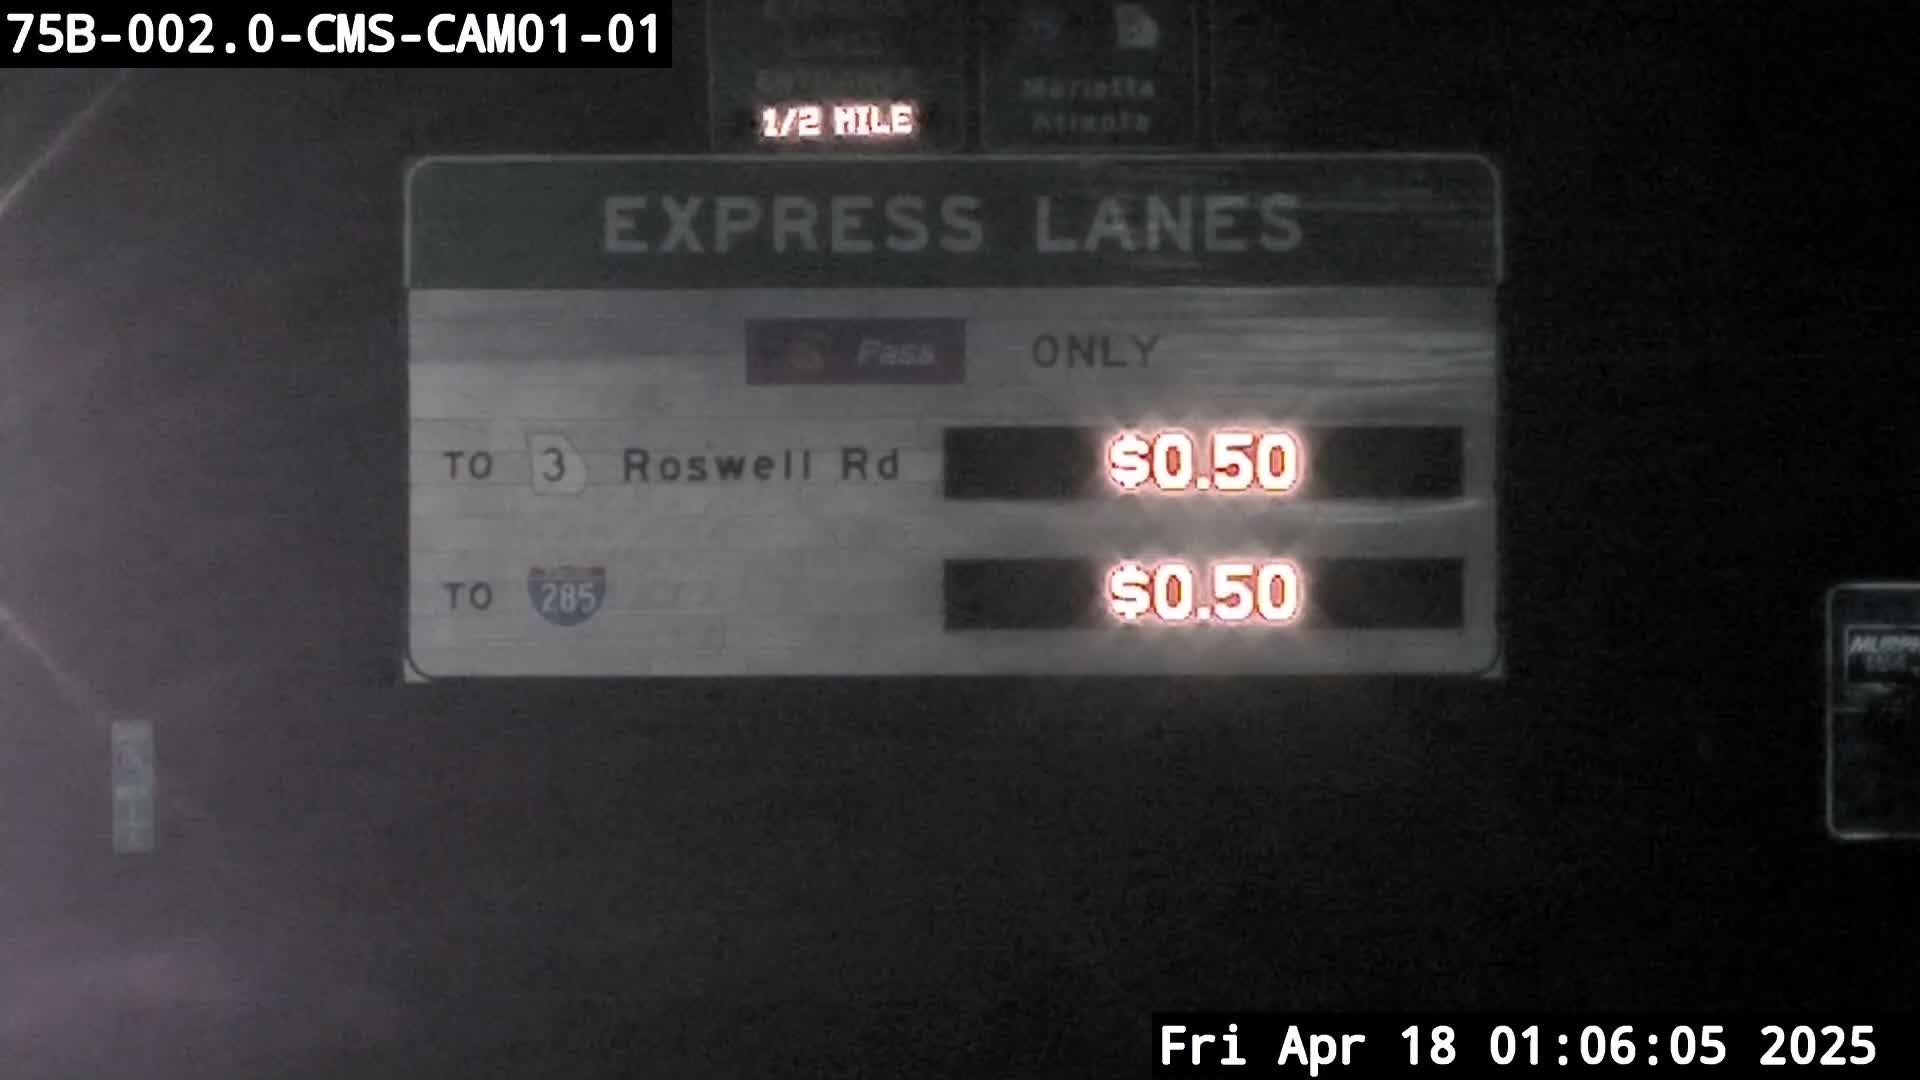 75B-002.0-CMS-CAM01-01
ENTRANCE
1/2 MILE
Marietta
Atlanta
EXPRESS LANES
Pass ONLY
TO 3 Roswell Rd $0.50
TO 285 $0.50
Fri Apr 18 01:06:05 2025